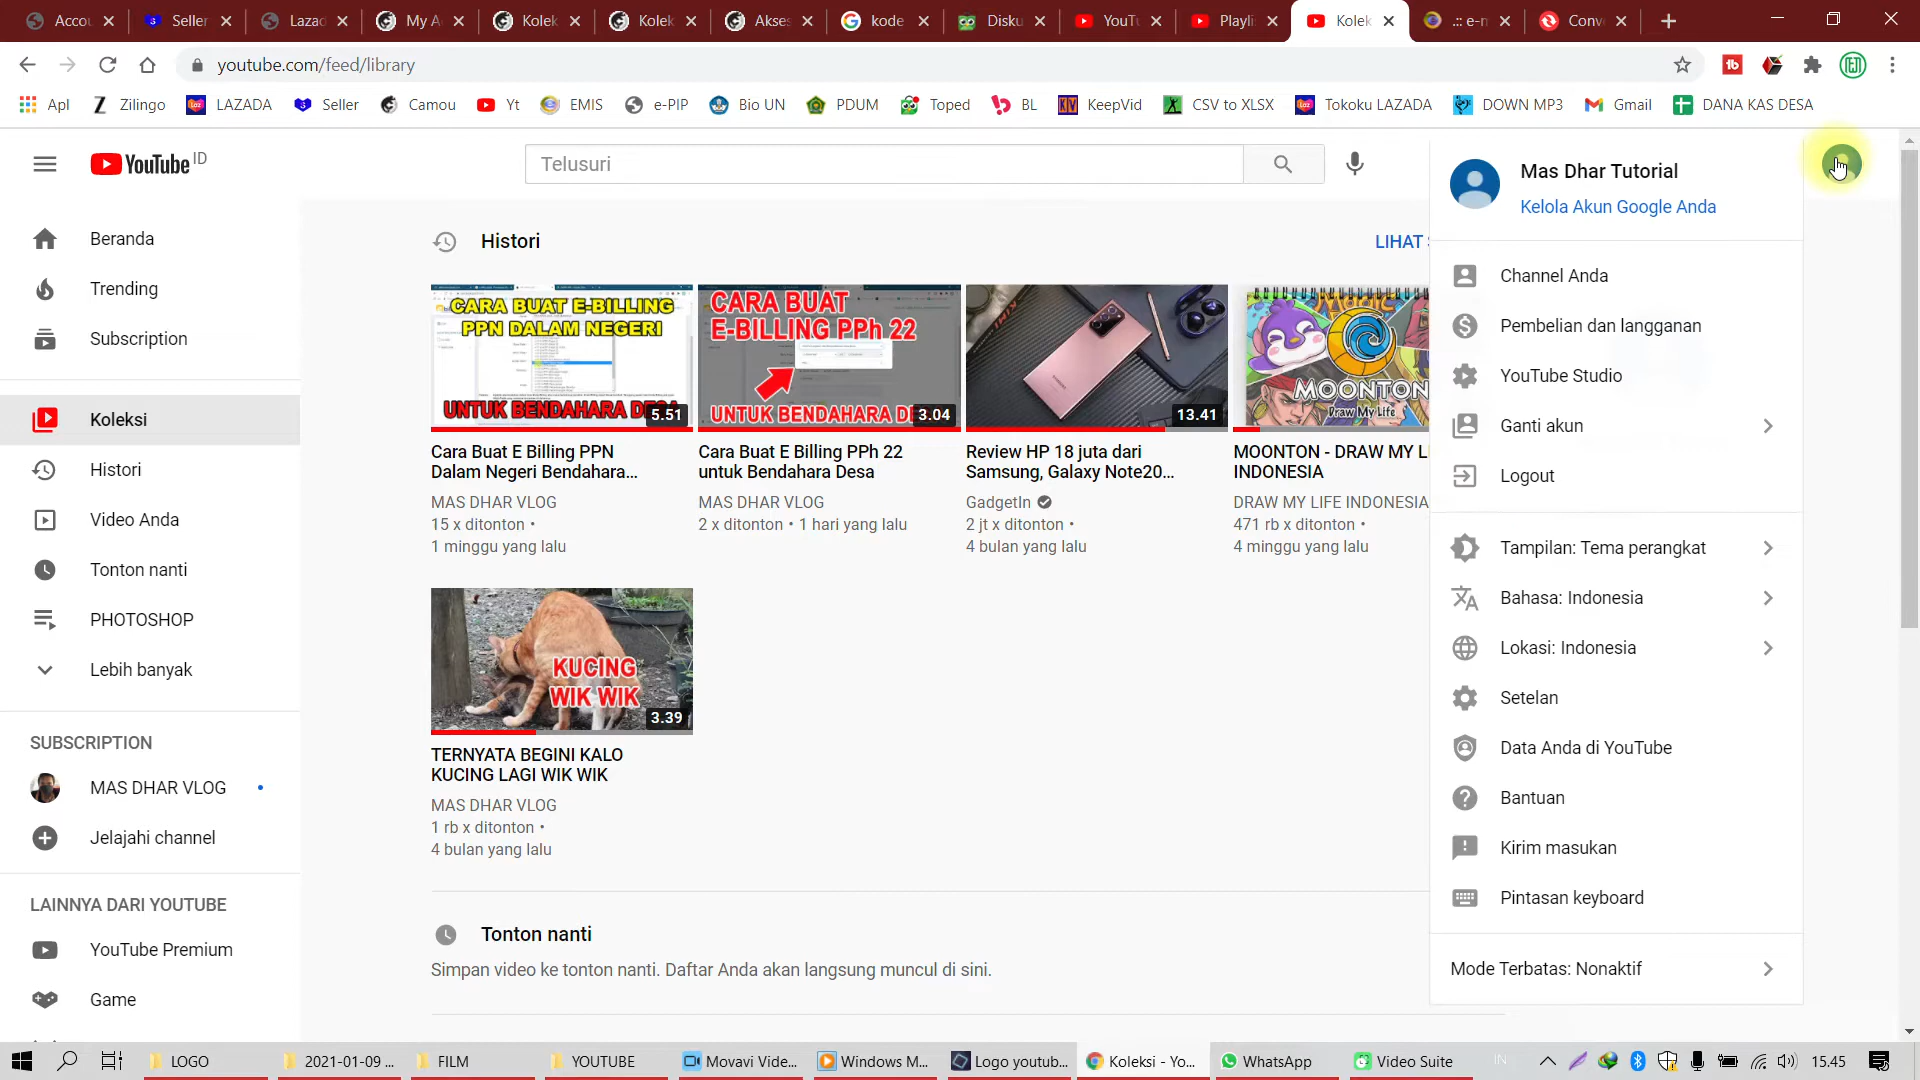 Accou
Seller
Lazad
My A
Kolek
Kolek
Akses
kode
Disku
YouTu
Playli
Kolek
.:: e-m
Conv
youtube.com/feed/library
Apl
Zilingo
LAZADA
Seller
Camou
Yt
EMIS
e-PIP
Bio UN
PDUM
Toped
BL
KeepVid
CSV to XLSX
Tokoku LAZADA
DOWN MP3
Gmail
DANA KAS DESA
YouTube ID
Telusuri
Beranda
Trending
Subscription
Koleksi
Histori
Video Anda
Tonton nanti
PHOTOSHOP
Lebih banyak
SUBSCRIPTION
MAS DHAR VLOG
Jelajahi channel
LAINNYA DARI YOUTUBE
YouTube Premium
Game
Histori
LIHAT
CARA BUAT E-BILLING
PPN DALAM NEGERI
UNTUK BENDAHARA DESA
5.51
Cara Buat E Billing PPN
Dalam Negeri Bendahara...
MAS DHAR VLOG
15 x ditonton •
1 minggu yang lalu
CARA BUAT
E-BILLING PPh 22
UNTUK BENDAHARA DE
3.04
Cara Buat E Billing PPh 22
untuk Bendahara Desa
MAS DHAR VLOG
2 x ditonton • 1 hari yang lalu
13.41
Review HP 18 juta dari
Samsung, Galaxy Note20...
GadgetIn
2 jt x ditonton •
4 bulan yang lalu
MOONTON
Draw My Life
MOONTON - DRAW MY L
INDONESIA
DRAW MY LIFE INDONESIA
471 rb x ditonton •
4 minggu yang lalu
KUCING
WIK WIK
3.39
TERNYATA BEGINI KALO
KUCING LAGI WIK WIK
MAS DHAR VLOG
1 rb x ditonton •
4 bulan yang lalu
Tonton nanti
Simpan video ke tonton nanti. Daftar Anda akan langsung muncul di sini.
Mas Dhar Tutorial
Kelola Akun Google Anda
Channel Anda
Pembelian dan langganan
YouTube Studio
Ganti akun
Logout
Tampilan: Tema perangkat
Bahasa: Indonesia
Lokasi: Indonesia
Setelan
Data Anda di YouTube
Bantuan
Kirim masukan
Pintasan keyboard
Mode Terbatas: Nonaktif
LOGO
2021-01-09 ...
FILM
YOUTUBE
Movavi Vide...
Windows M...
Logo youtub...
Koleksi - Yo...
WhatsApp
Video Suite
IN
15.45